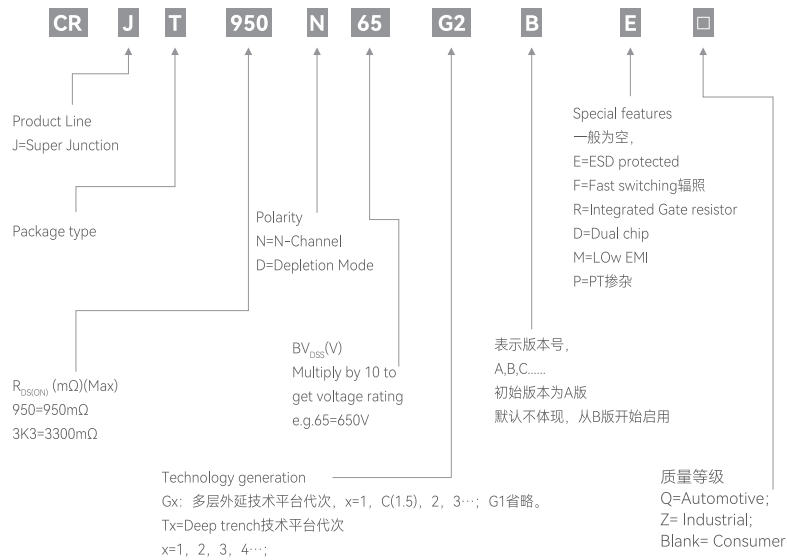 CR J T 950 N 65 G2 B E □
Product Line
J=Super Junction
Package type
R_DS(ON) (mΩ)(Max)
950=950mΩ
3K3=3300mΩ
Polarity
N=N-Channel
D=Depletion Mode
BV_DSS(V)
Multiply by 10 to
get voltage rating
e.g.65=650V
Technology generation
Gx: 多层外延技术平台代次，x=1，C(1.5)，2，3…；G1省略。
Tx=Deep trench技术平台代次
x=1，2，3，4…；
表示版本号，
A,B,C......
初始版本为A版
默认不体现，从B版开始启用
Special features
一般为空，
E=ESD protected
F=Fast switching辐照
R=Integrated Gate resistor
D=Dual chip
M=LOw EMI
P=PT掺杂
质量等级
Q=Automotive;
Z= Industrial;
Blank= Consumer